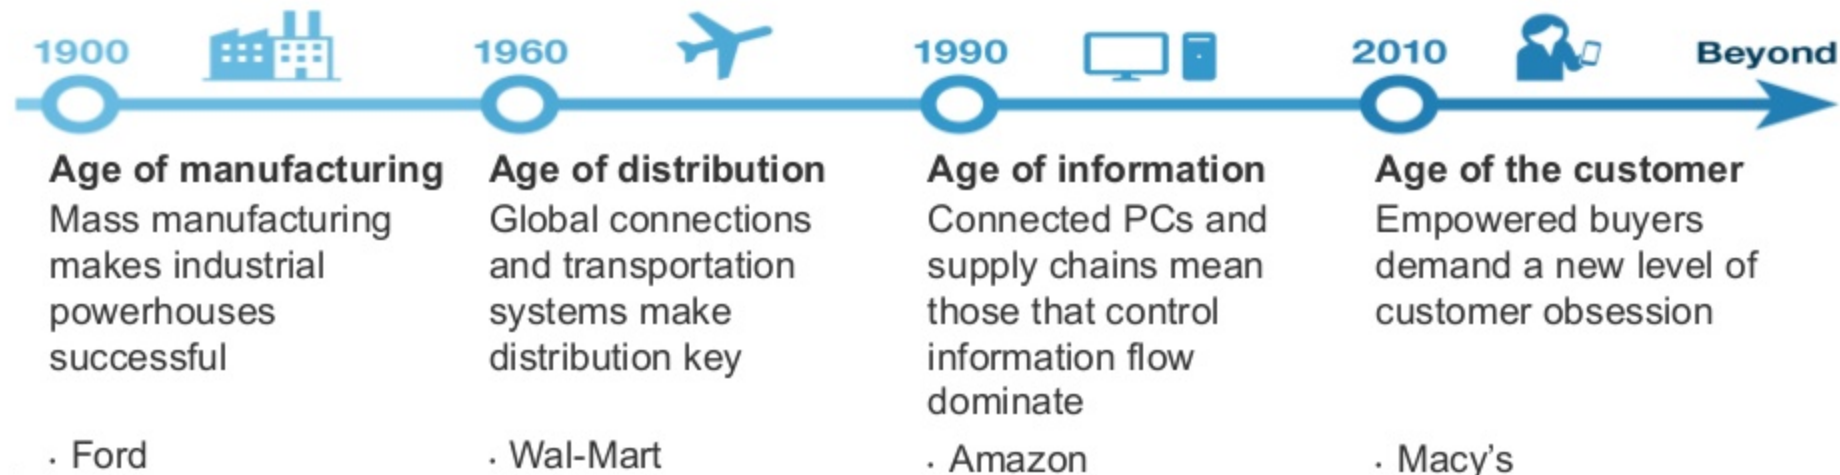 1900
1960
1990
2010
Beyond
Age of manufacturing
Mass manufacturing
makes industrial
powerhouses
successful
· Ford
Age of distribution
Global connections
and transportation
systems make
distribution key
· Wal-Mart
Age of information
Connected PCs and
supply chains mean
those that control
information flow
dominate
· Amazon
Age of the customer
Empowered buyers
demand a new level of
customer obsession
· Macy’s